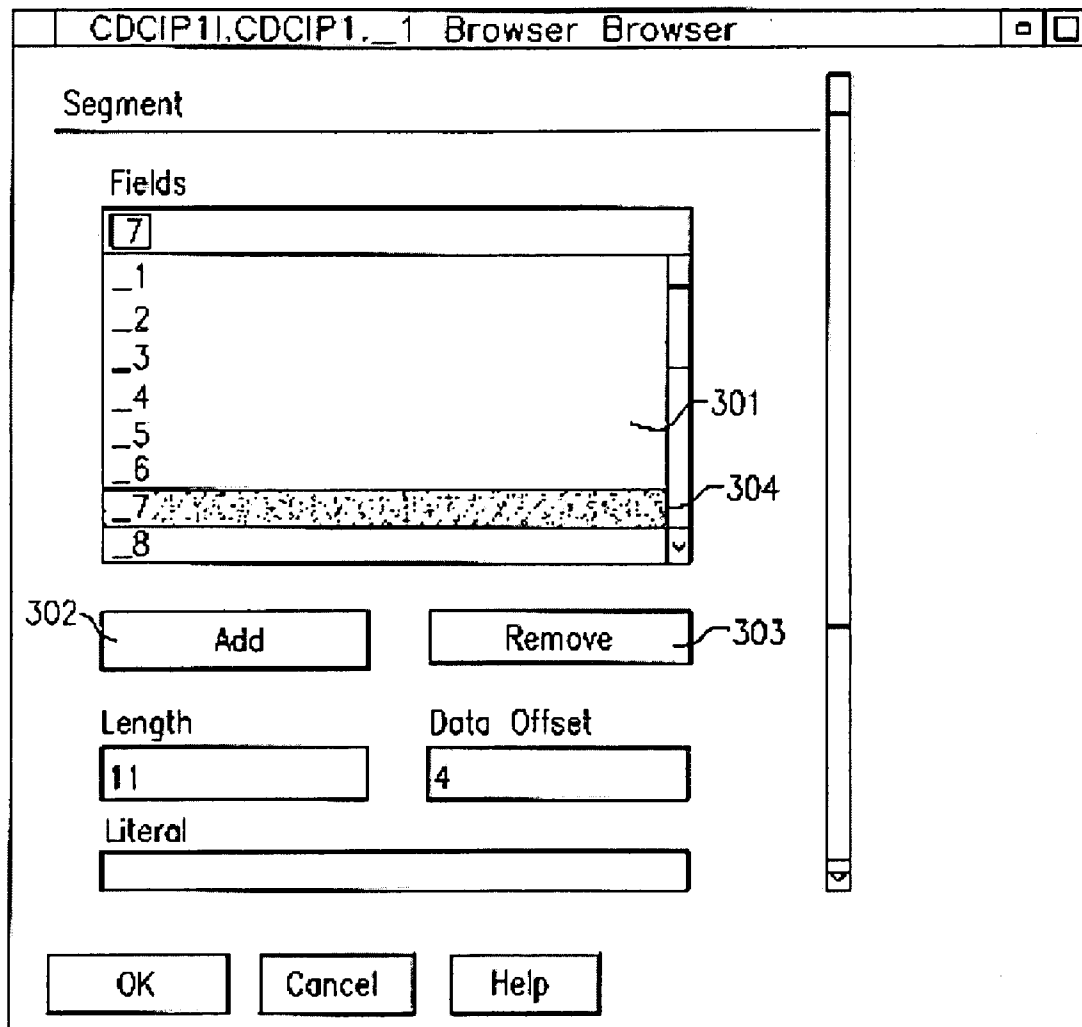 CDCIP1I.CDCIP1._1 Browser Browser
Segment
Fields
_7
_1
_2
_3
_4
_5
_6
_7
_8
301
304
302
Add
Remove
303
Length
Data Offset
11
4
Literal
OK
Cancel
Help